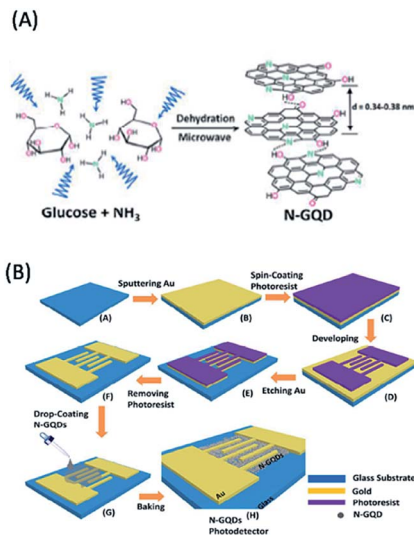 (A)
Dehydration
Microwave
d = 0.34-0.38 nm
Glucose + NH3
N-GQD
(B)
Sputtering Au
Spin-Coating
Photoresist
(A)
(B)
(C)
Developing
(F)
Removing
Photoresist
(E)
Etching Au
(D)
Drop-Coating
N-GQDs
(G)
Baking
N-GQDs
Au
Glass
(H)
N-GQDs
Photodetector
Glass Substrate
Gold
Photoresist
N-GQD